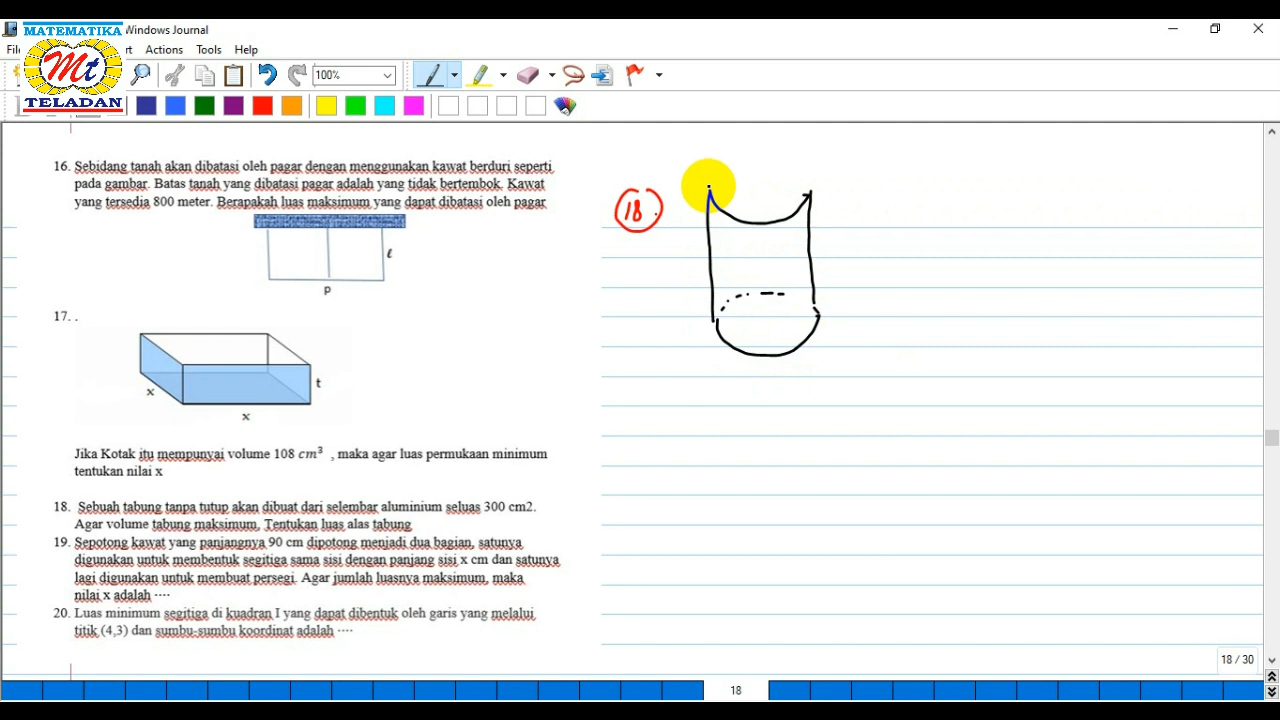 MATEMATIKA
Mt
TELADAN
Windows Journal
Actions Tools Help
100%
16. Sebidang tanah akan dibatasi oleh pagar dengan menggunakan kawat berduri seperti
pada gambar. Batas tanah yang dibatasi pagar adalah yang tidak bertembok. Kawat
yang tersedia 800 meter. Berapakah luas maksimum yang dapat dibatasi oleh pagar
ℓ
p
17. .
t
x
x
Jika Kotak itu mempunyai volume 108 cm³ , maka agar luas permukaan minimum
tentukan nilai x
18. Sebuah tabung tanpa tutup akan dibuat dari selembar aluminium seluas 300 cm2.
Agar volume tabung maksimum, Tentukan luas alas tabung
19. Sepotong kawat yang panjangnya 90 cm dipotong menjadi dua bagian, satunya
digunakan untuk membentuk segitiga sama sisi dengan panjang sisi x cm dan satunya
lagi digunakan untuk membuat persegi. Agar jumlah luasnya maksimum, maka
nilai x adalah ....
20. Luas minimum segitiga di kuadran I yang dapat dibentuk oleh garis yang melalui
titik (4,3) dan sumbu-sumbu koordinat adalah ....
18.
18 / 30
18